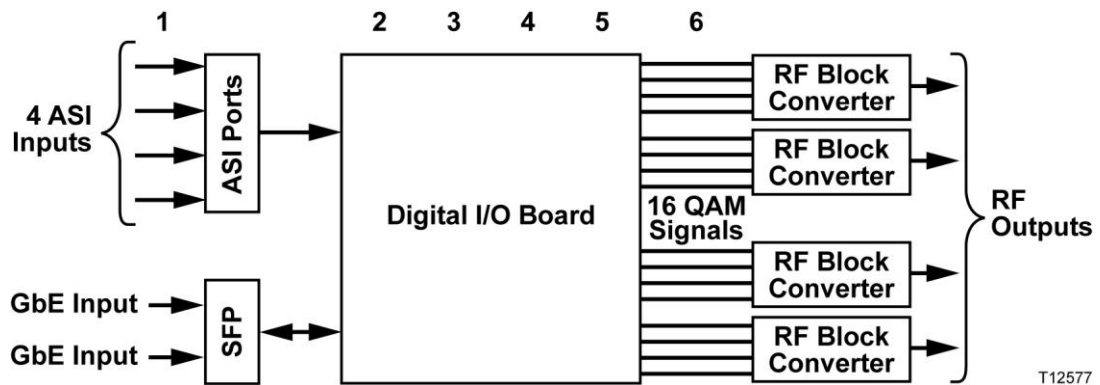 1 2 3 4 5 6
4 ASI
Inputs
ASI Ports
Digital I/O Board
RF Block
Converter
RF Block
Converter
16 QAM
Signals
RF Block
Converter
RF Block
Converter
RF
Outputs
GbE Input
GbE Input
SFP
T12577